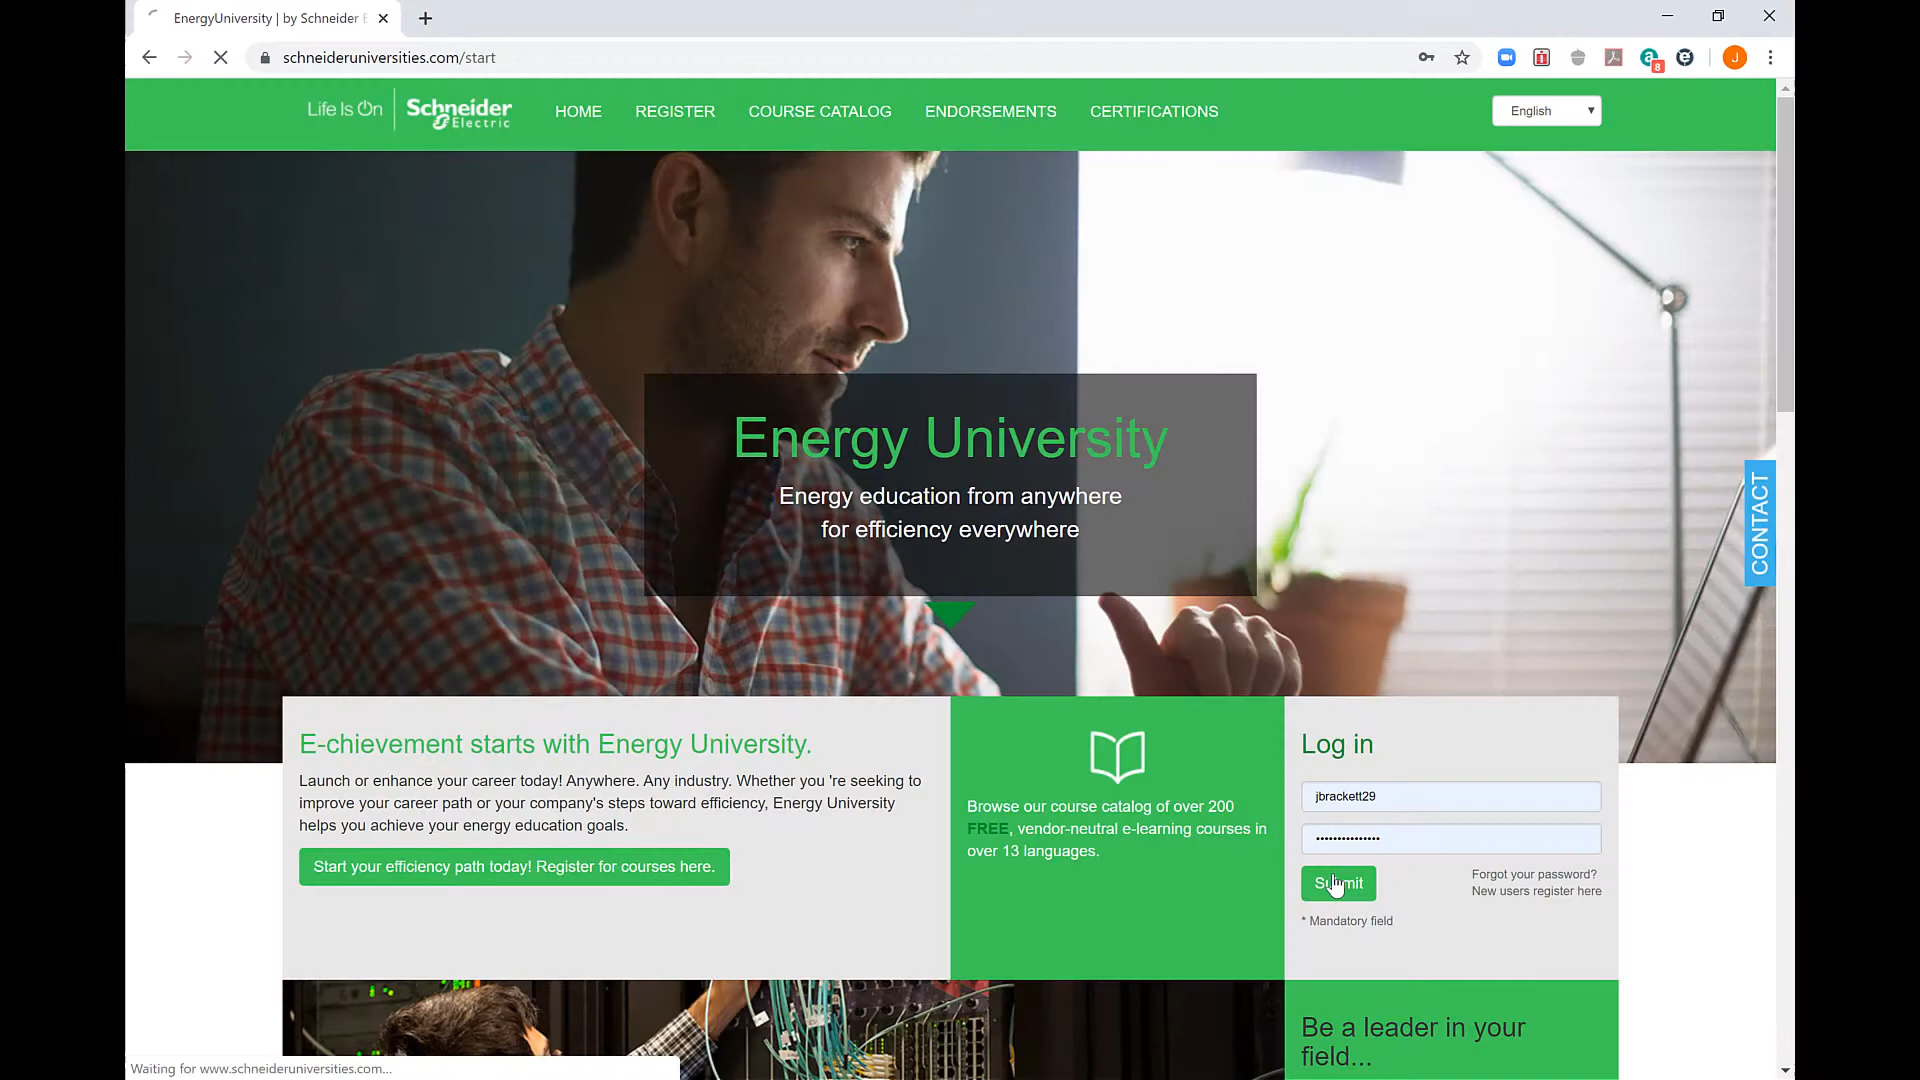 EnergyUniversity | by Schneider E
schneideruniversities.com/start
8
J
Life Is On
Schneider
Electric
HOME
REGISTER
COURSE CATALOG
ENDORSEMENTS
CERTIFICATIONS
English
Energy University
Energy education from anywhere
for efficiency everywhere
CONTACT
E-chievement starts with Energy University.
Launch or enhance your career today! Anywhere. Any industry. Whether you 're seeking to
improve your career path or your company's steps toward efficiency, Energy University
helps you achieve your energy education goals.
Start your efficiency path today! Register for courses here.
Browse our course catalog of over 200
FREE, vendor-neutral e-learning courses in
over 13 languages.
Log in
jbrackett29
•••••••••••••••
Submit
Forgot your password?
New users register here
* Mandatory field
Be a leader in your
field...
Waiting for www.schneideruniversities.com...